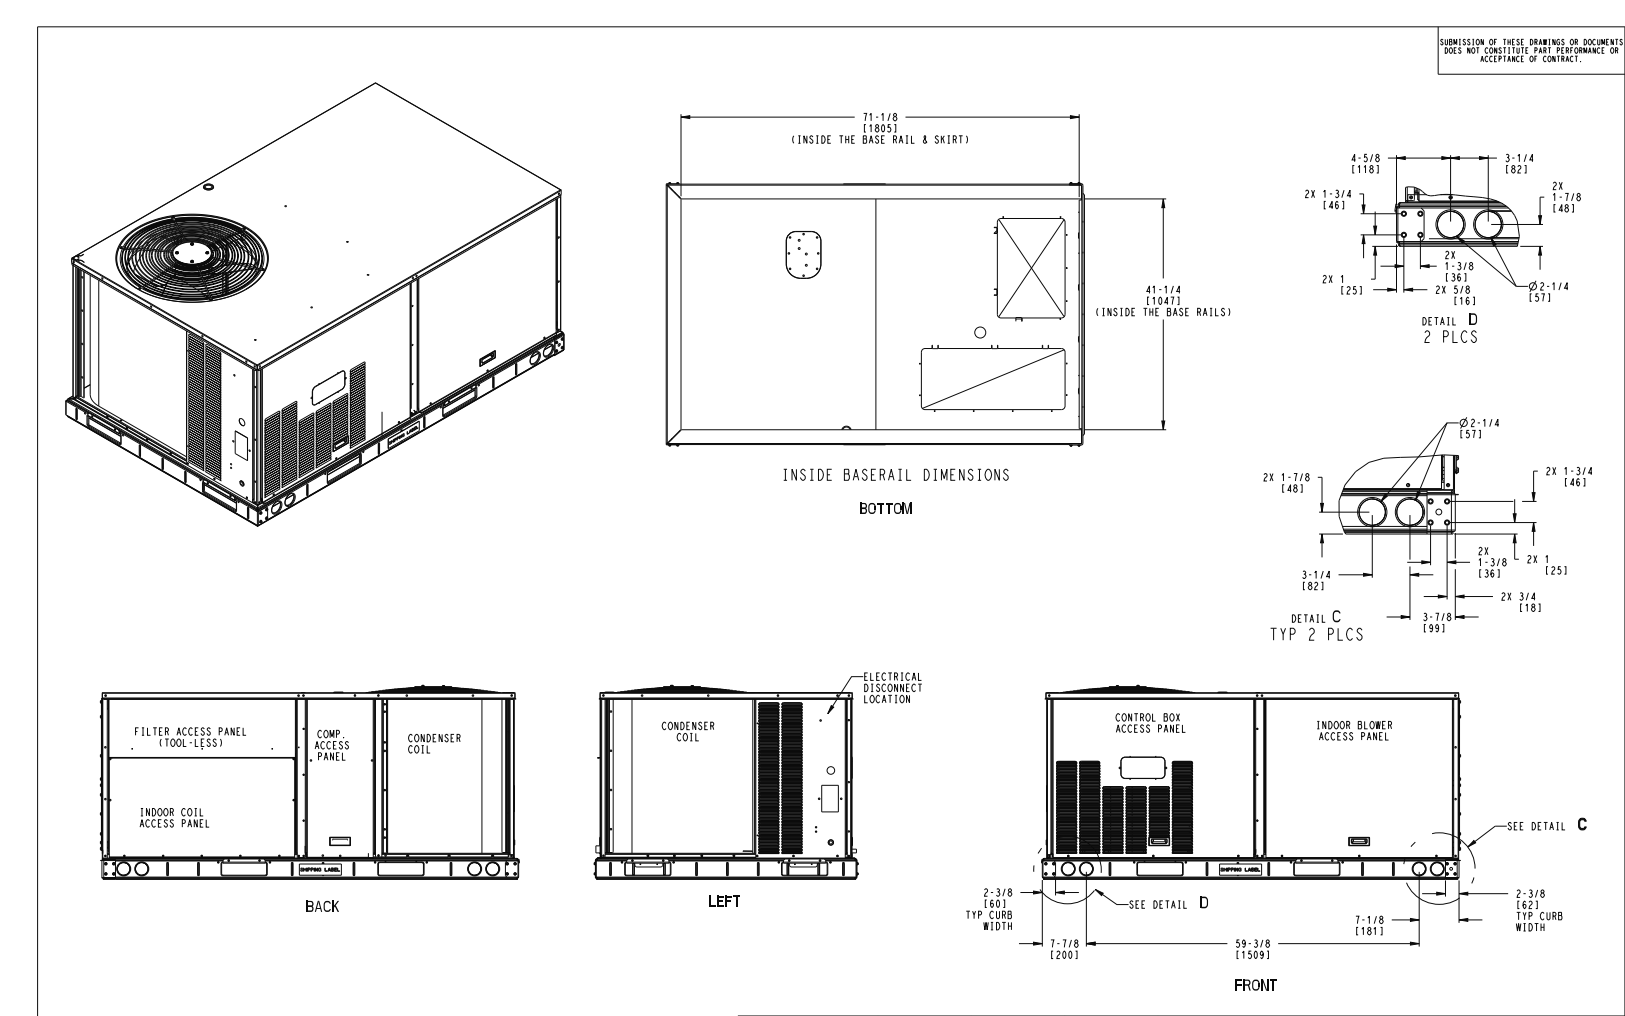 SUBMISSION OF THESE DRAWINGS OR DOCUMENTS
DOES NOT CONSTITUTE PART PERFORMANCE OR
ACCEPTANCE OF CONTRACT.
71-1/8
[1805]
(INSIDE THE BASE RAIL & SKIRT)
41-1/4
[1047]
(INSIDE THE BASE RAILS)
INSIDE BASERAIL DIMENSIONS
BOTTOM
SHIPPING LABEL
4-5/8
[118]
3-1/4
[82]
2X 1-3/4
[46]
2X
1-7/8
[48]
2X
1-3/8
[36]
2X 1
[25]
2X 5/8
[16]
Ø2-1/4
[57]
DETAIL D
2 PLCS
Ø2-1/4
[57]
2X 1-7/8
[48]
2X 1-3/4
[46]
2X
1-3/8
[36]
2X 1
[25]
3-1/4
[82]
2X 3/4
[18]
3-7/8
[99]
DETAIL C
TYP 2 PLCS
FILTER ACCESS PANEL
(TOOL-LESS)
COMP.
ACCESS
PANEL
CONDENSER
COIL
INDOOR COIL
ACCESS PANEL
SHIPPING LABEL
BACK
CONDENSER
COIL
ELECTRICAL
DISCONNECT
LOCATION
LEFT
CONTROL BOX
ACCESS PANEL
INDOOR BLOWER
ACCESS PANEL
SHIPPING LABEL
SEE DETAIL C
SEE DETAIL D
2-3/8
[60]
TYP CURB
WIDTH
2-3/8
[62]
TYP CURB
WIDTH
7-1/8
[181]
7-7/8
[200]
59-3/8
[1509]
FRONT